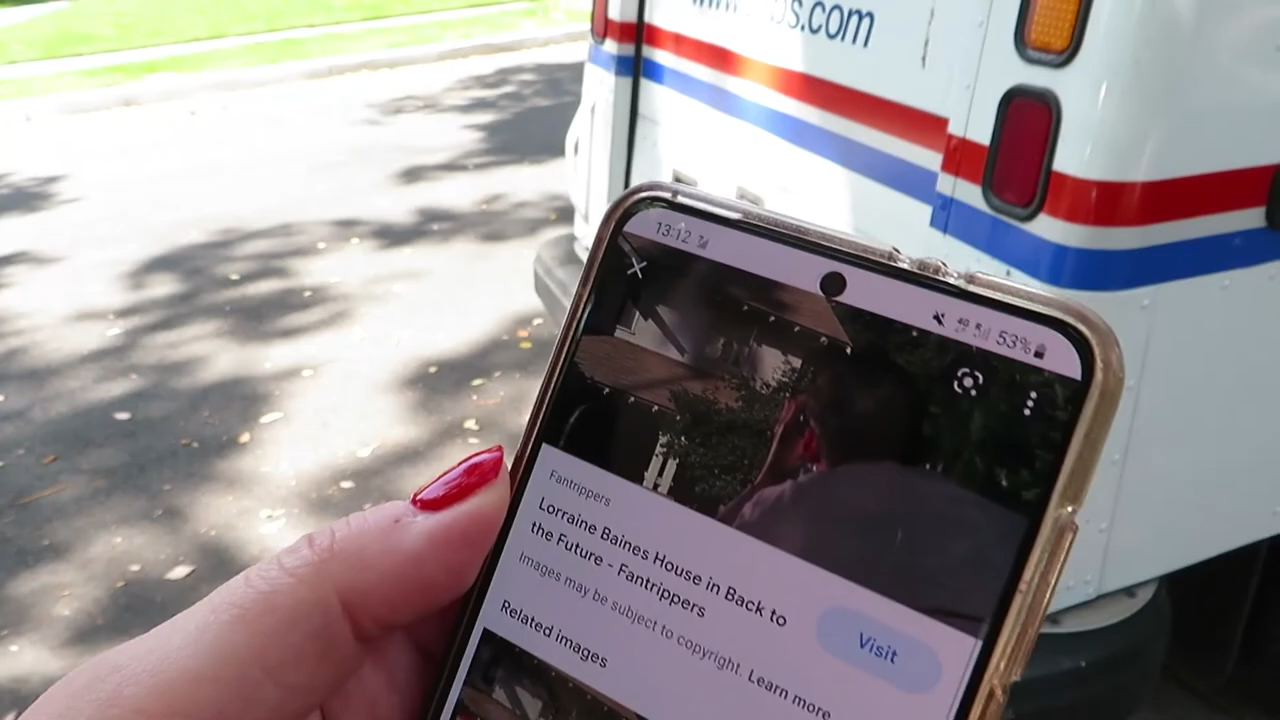 .com
13:12
4G
53%
Fantrippers
Lorraine Baines House in Back to
the Future - Fantrippers
Images may be subject to copyright. Learn more
Visit
Related images